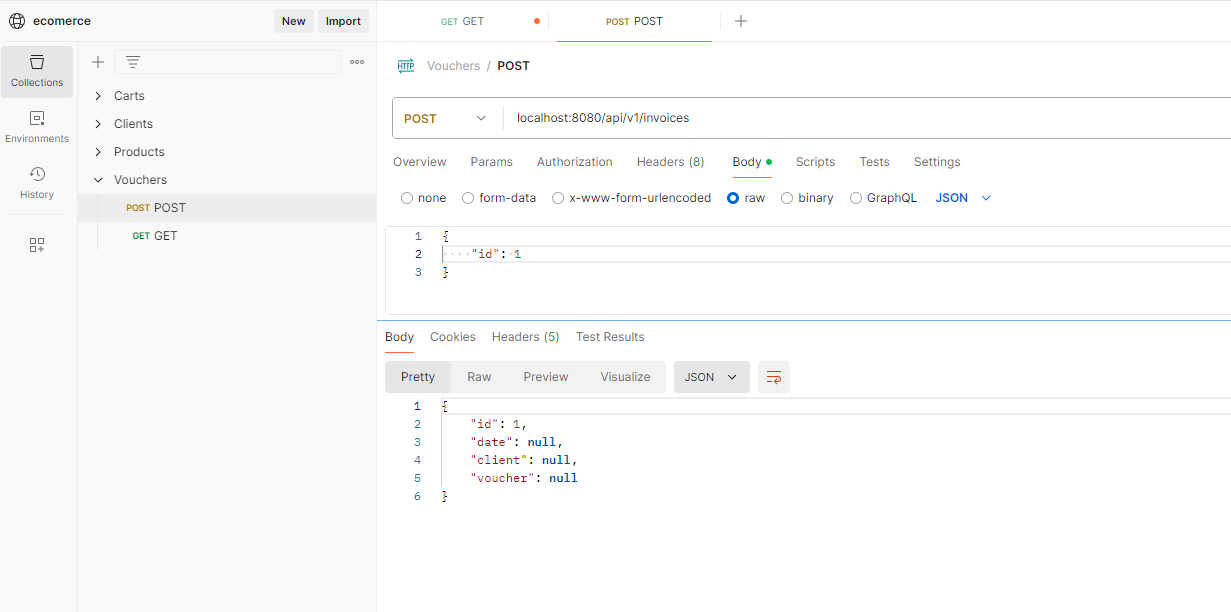 ecomerce New Import
GET GET POST POST
Collections
Environments
History
Carts
Clients
Products
Vouchers
POST POST
GET GET
HTTP Vouchers / POST
POST localhost:8080/api/v1/invoices
Overview Params Authorization Headers (8) Body Scripts Tests Settings
none form-data x-www-form-urlencoded raw binary GraphQL JSON
1 {
2 ····"id":·1
3 }
Body Cookies Headers (5) Test Results
Pretty Raw Preview Visualize JSON
1 {
2 "id": 1,
3 "date": null,
4 "client": null,
5 "voucher": null
6 }